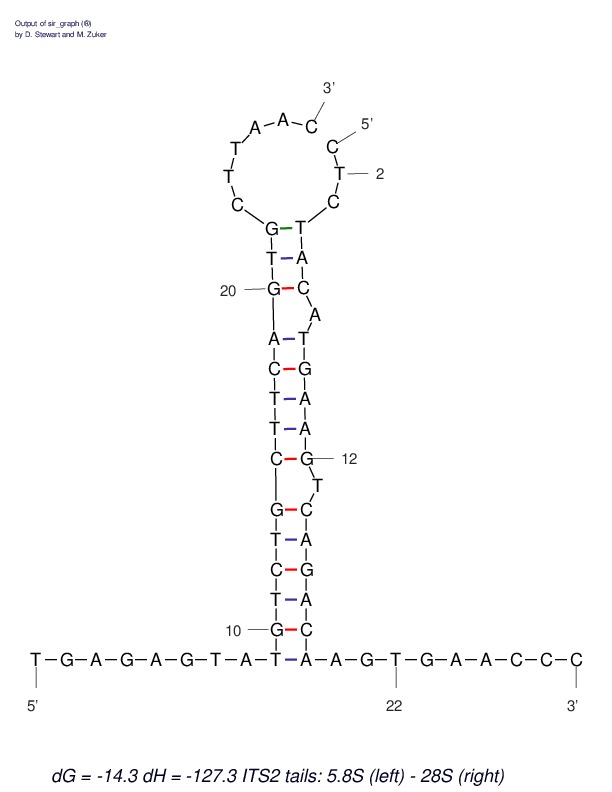 Output of sir_graph (©)
by D. Stewart and M. Zuker
3’
A A C 5’
T C
T T 2
C C
G T
T A
20 G C
A
A T
C G
T A
T A
C G 12
T
G C
T A
C G
T A
10 G C
T G A G A G T A T A A G T G A A C C C
5’ 22 3’
dG = -14.3 dH = -127.3 ITS2 tails: 5.8S (left) - 28S (right)